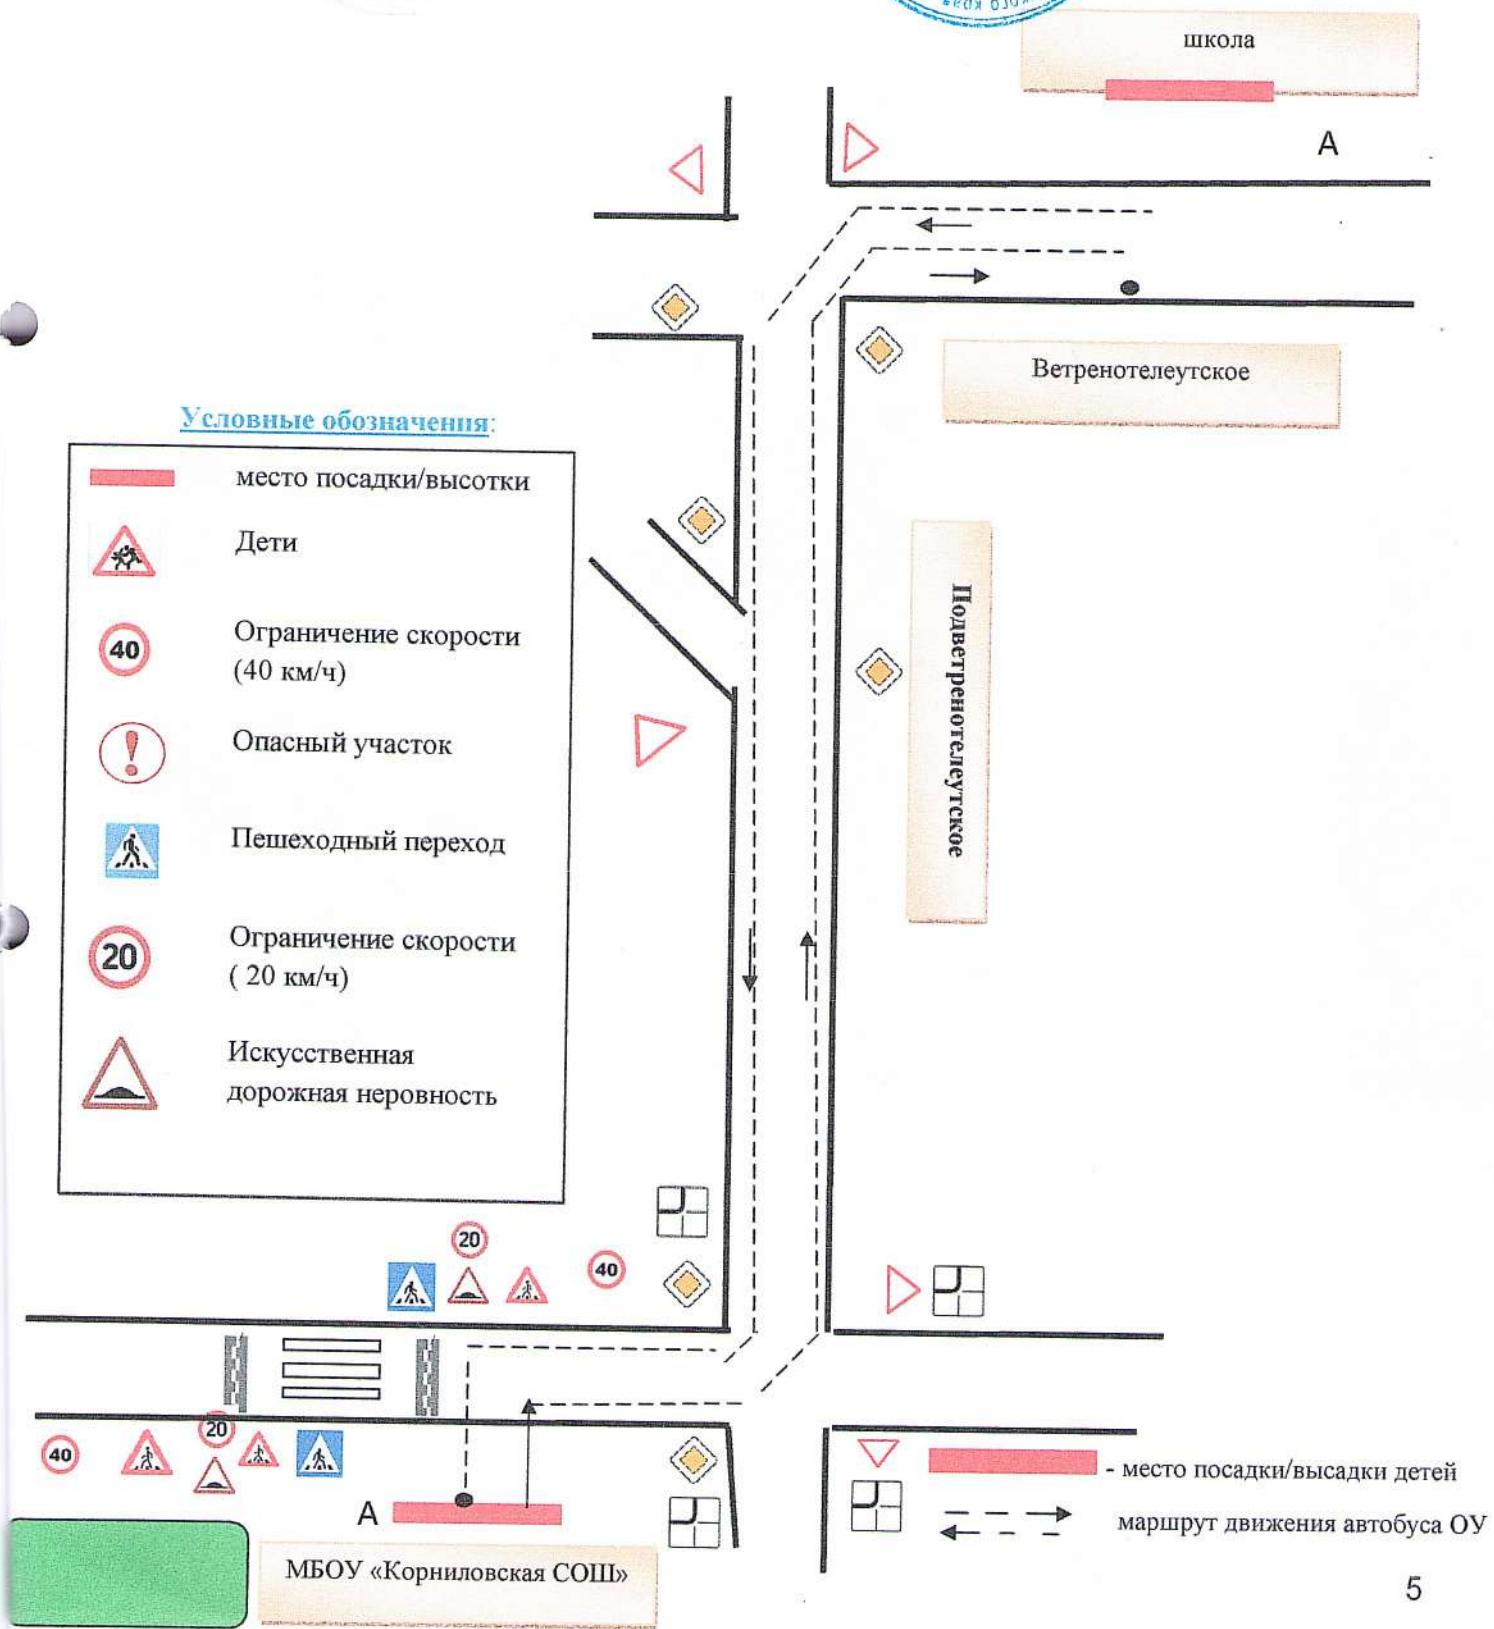 школа
А
Ветренотелеутское
Условные обозначения:
место посадки/высотки
Дети
40
Ограничение скорости
(40 км/ч)
Опасный участок
Пешеходный переход
20
Ограничение скорости
( 20 км/ч)
Искусственная
дорожная неровность
Подветренотелеутское
20
40
20
40
А
- место посадки/высадки детей
маршрут движения автобуса ОУ
МБОУ «Корниловская СОШ»
5